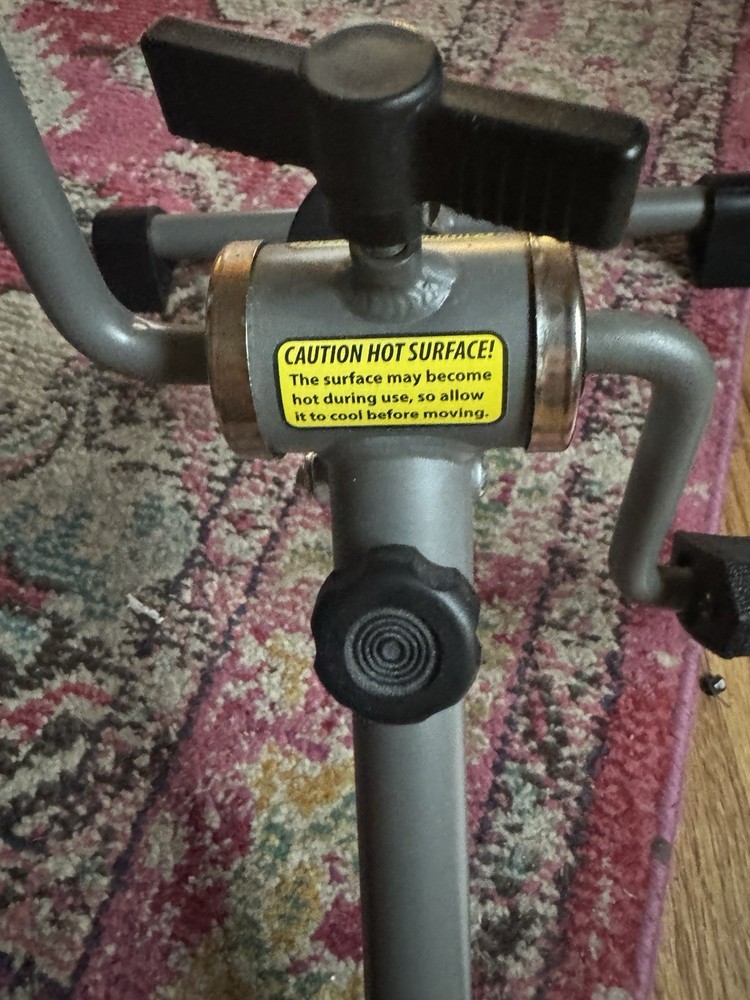 CAUTION HOT SURFACE!
The surface may become
hot during use, so allow
it to cool before moving.